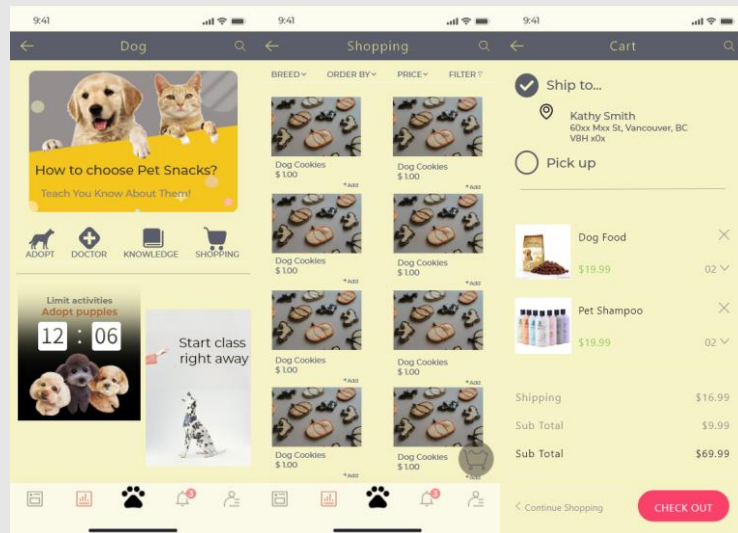 9:41
Dog
How to choose Pet Snacks?
Teach You Know About Them!
ADOPT DOCTOR KNOWLEDGE SHOPPING
Limit activities
Adopt pupples
12 : 06
Start class
right away
3
9:41
Shopping
BREED ORDER BY PRICE FILTER
Dog Cookies Dog Cookies
$ 1.00 $ 1.00
+Add +Add
Dog Cookies Dog Cookies
$ 1.00 $ 1.00
+Add +Add
Dog Cookies Dog Cookies
$ 1.00 $ 1.00
+Add +Add
Dog Cookies Dog Cookies
$ 1.00 $ 1.00
+Add +Add
3
9:41
Cart
Ship to...
Kathy Smith
60xx Mxx St, Vancouver, BC
V8H x0x
Pick up
Dog Food
$19.99 02
Pet Shampoo
$19.99 02
Shipping $16.99
Sub Total $9.99
Sub Total $69.99
Continue Shopping CHECK OUT